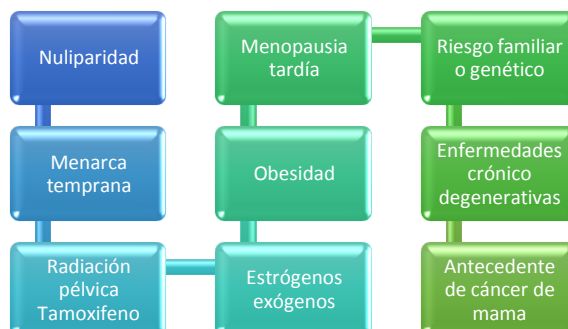 Nuliparidad
Menarca
temprana
Radiación
pélvica
Tamoxifeno
Estrógenos
exógenos
Obesidad
Menopausia
tardía
Riesgo familiar
o genético
Enfermedades
crónico
degenerativas
Antecedente
de cáncer de
mama